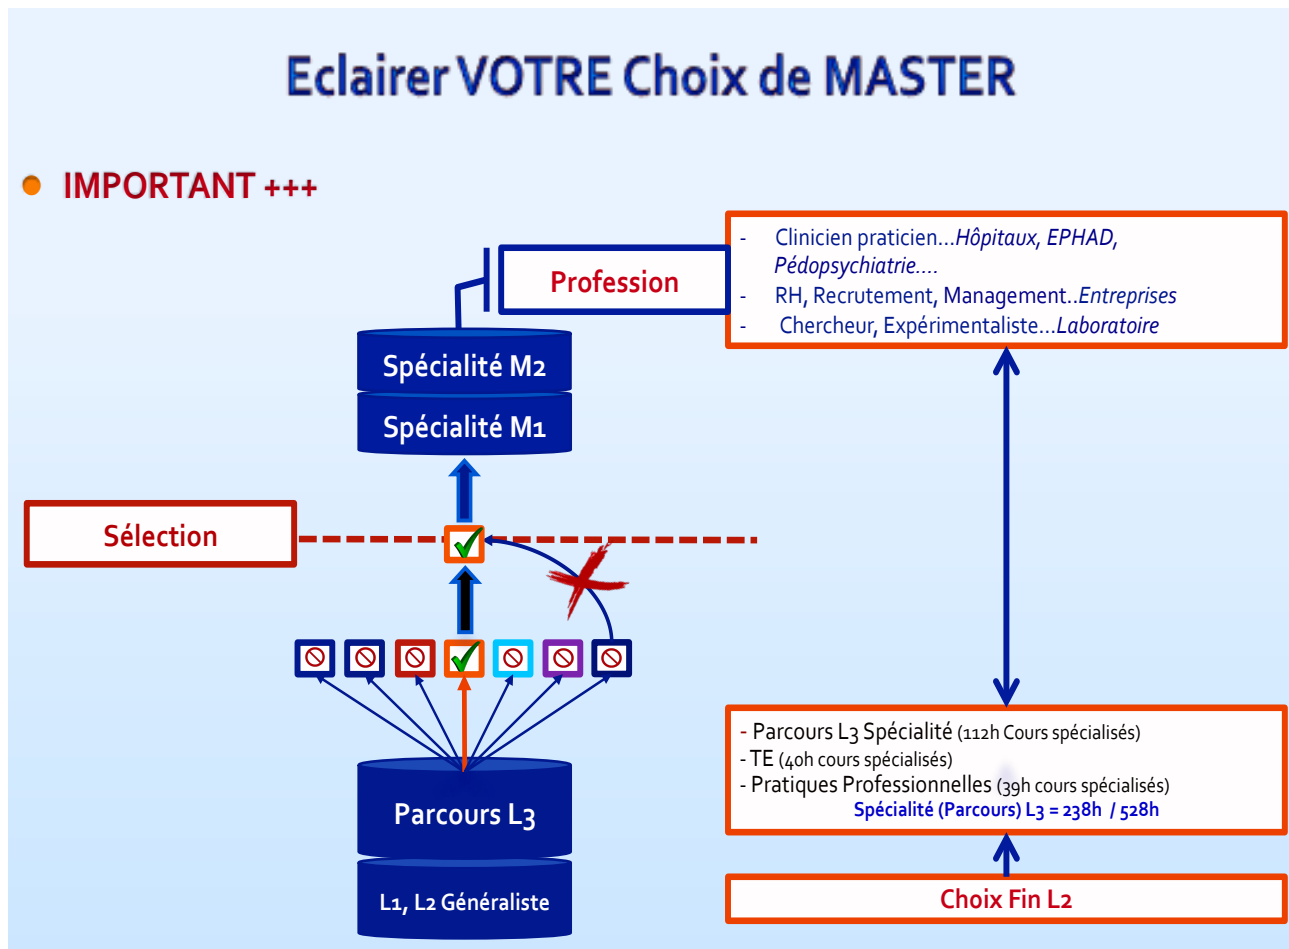 Eclairer VOTRE Choix de MASTER
IMPORTANT +++
- Clinicien praticien...Hôpitaux, EPHAD,
Pédopsychiatrie....
- RH, Recrutement, Management..Entreprises
- Chercheur, Expérimentaliste...Laboratoire
Profession
Spécialité M2
Spécialité M1
Sélection
- Parcours L3 Spécialité (112h Cours spécialisés)
- TE (40h cours spécialisés)
- Pratiques Professionnelles (39h cours spécialisés)
Spécialité (Parcours) L3 = 238h / 528h
Parcours L3
L1, L2 Généraliste
Choix Fin L2